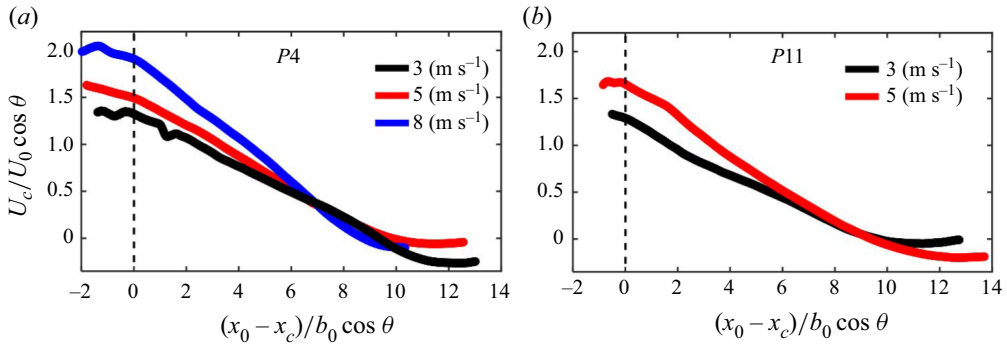 (a)
P4
2.0
1.5
1.0
0.5
0
3 (m s⁻¹)
5 (m s⁻¹)
8 (m s⁻¹)
U_c/U_0 cos θ
–2 0 2 4 6 8 10 12 14
(x_0 – x_c)/b_0 cos θ
(b)
P11
2.0
1.5
1.0
0.5
0
3 (m s⁻¹)
5 (m s⁻¹)
–2 0 2 4 6 8 10 12 14
(x_0 – x_c)/b_0 cos θ